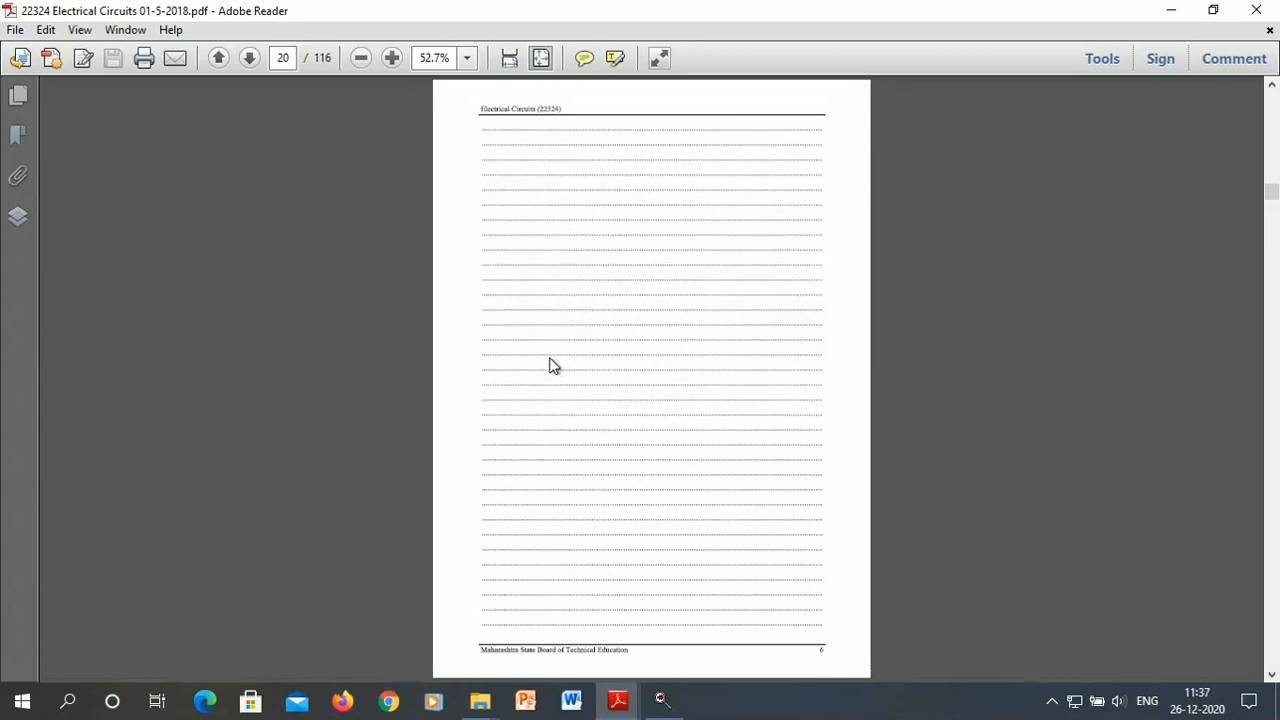 22324 Electrical Circuits 01-5-2018.pdf - Adobe Reader
File Edit View Window Help
20 / 116 52.7% Tools Sign Comment
Electrical Circuits (22324)
Maharashtra State Board of Technical Education 6
ENG 11:37
26-12-2020